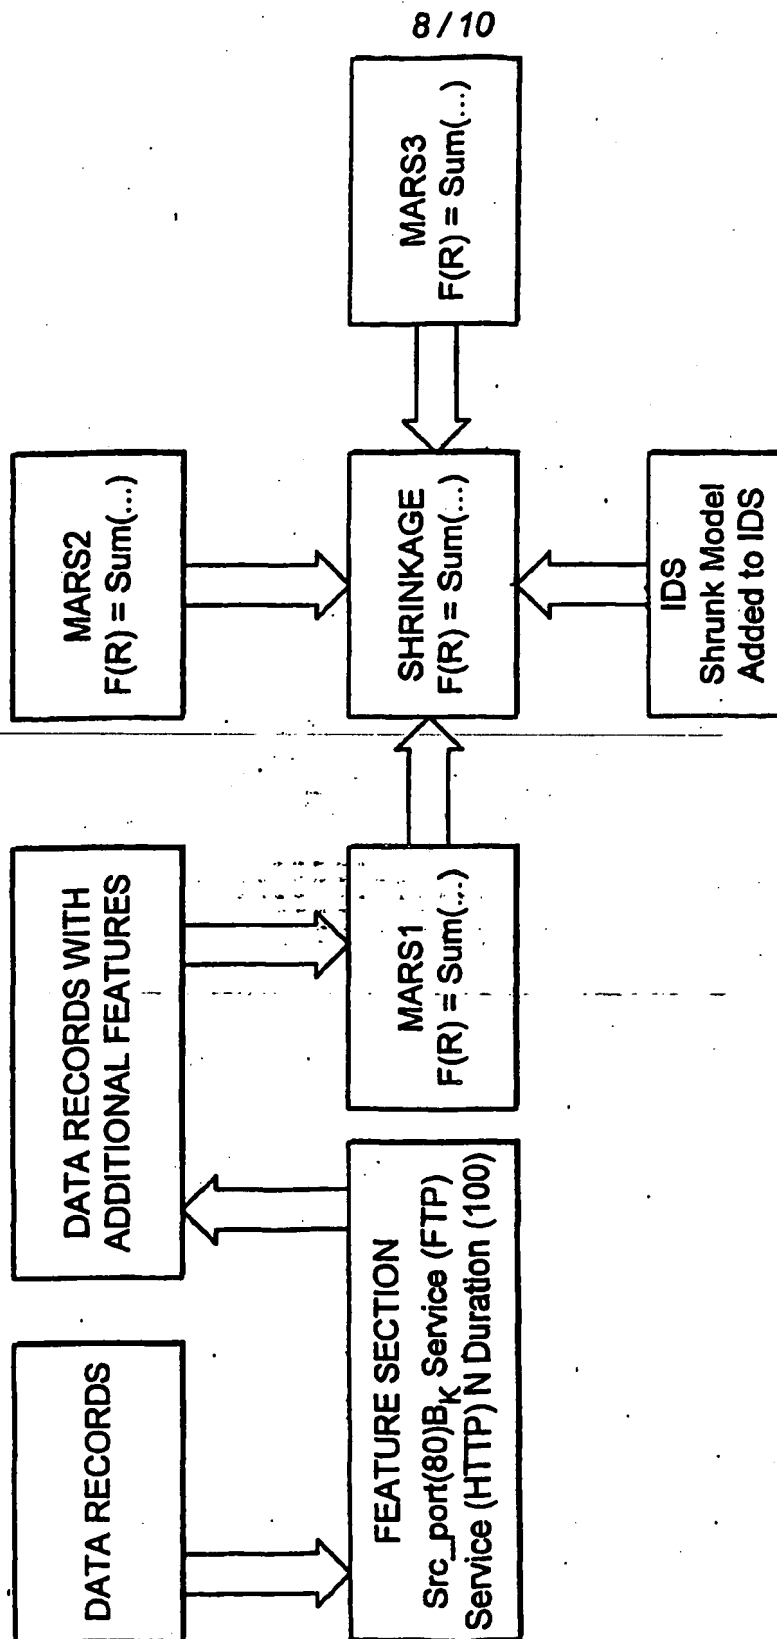 8 / 10
DATA RECORDS
FEATURE SECTION
Src_port(80)B_K Service (FTP)
Service (HTTP) N Duration (100)
DATA RECORDS WITH
ADDITIONAL FEATURES
MARS1
F(R) = Sum(...)
MARS2
F(R) = Sum(...)
SHRINKAGE
F(R) = Sum(...)
MARS3
F(R) = Sum(...)
IDS
Shrunk Model
Added to IDS